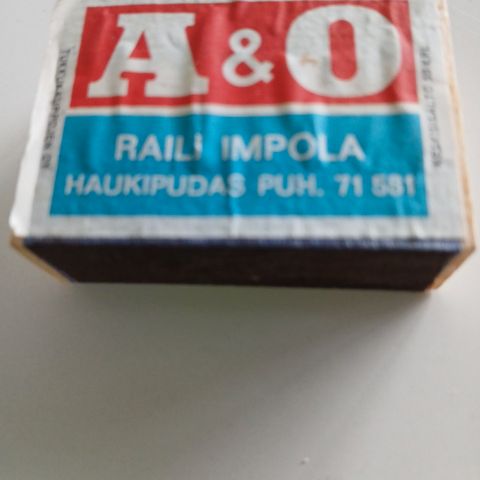 A & O
RAILI IMPOLA
HAUKIPUDAS PUH. 71 581